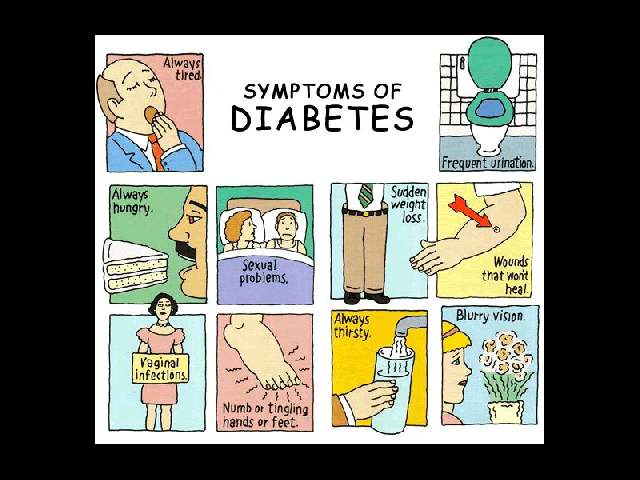 Always
tired.
SYMPTOMS OF
DIABETES
Frequent urination.
Always
hungry.
Sexual
problems.
Sudden
weight
loss.
Wounds
that won't
heal.
Vaginal
infections.
Numb or tingling
hands or feet.
Always
thirsty.
Blurry vision.